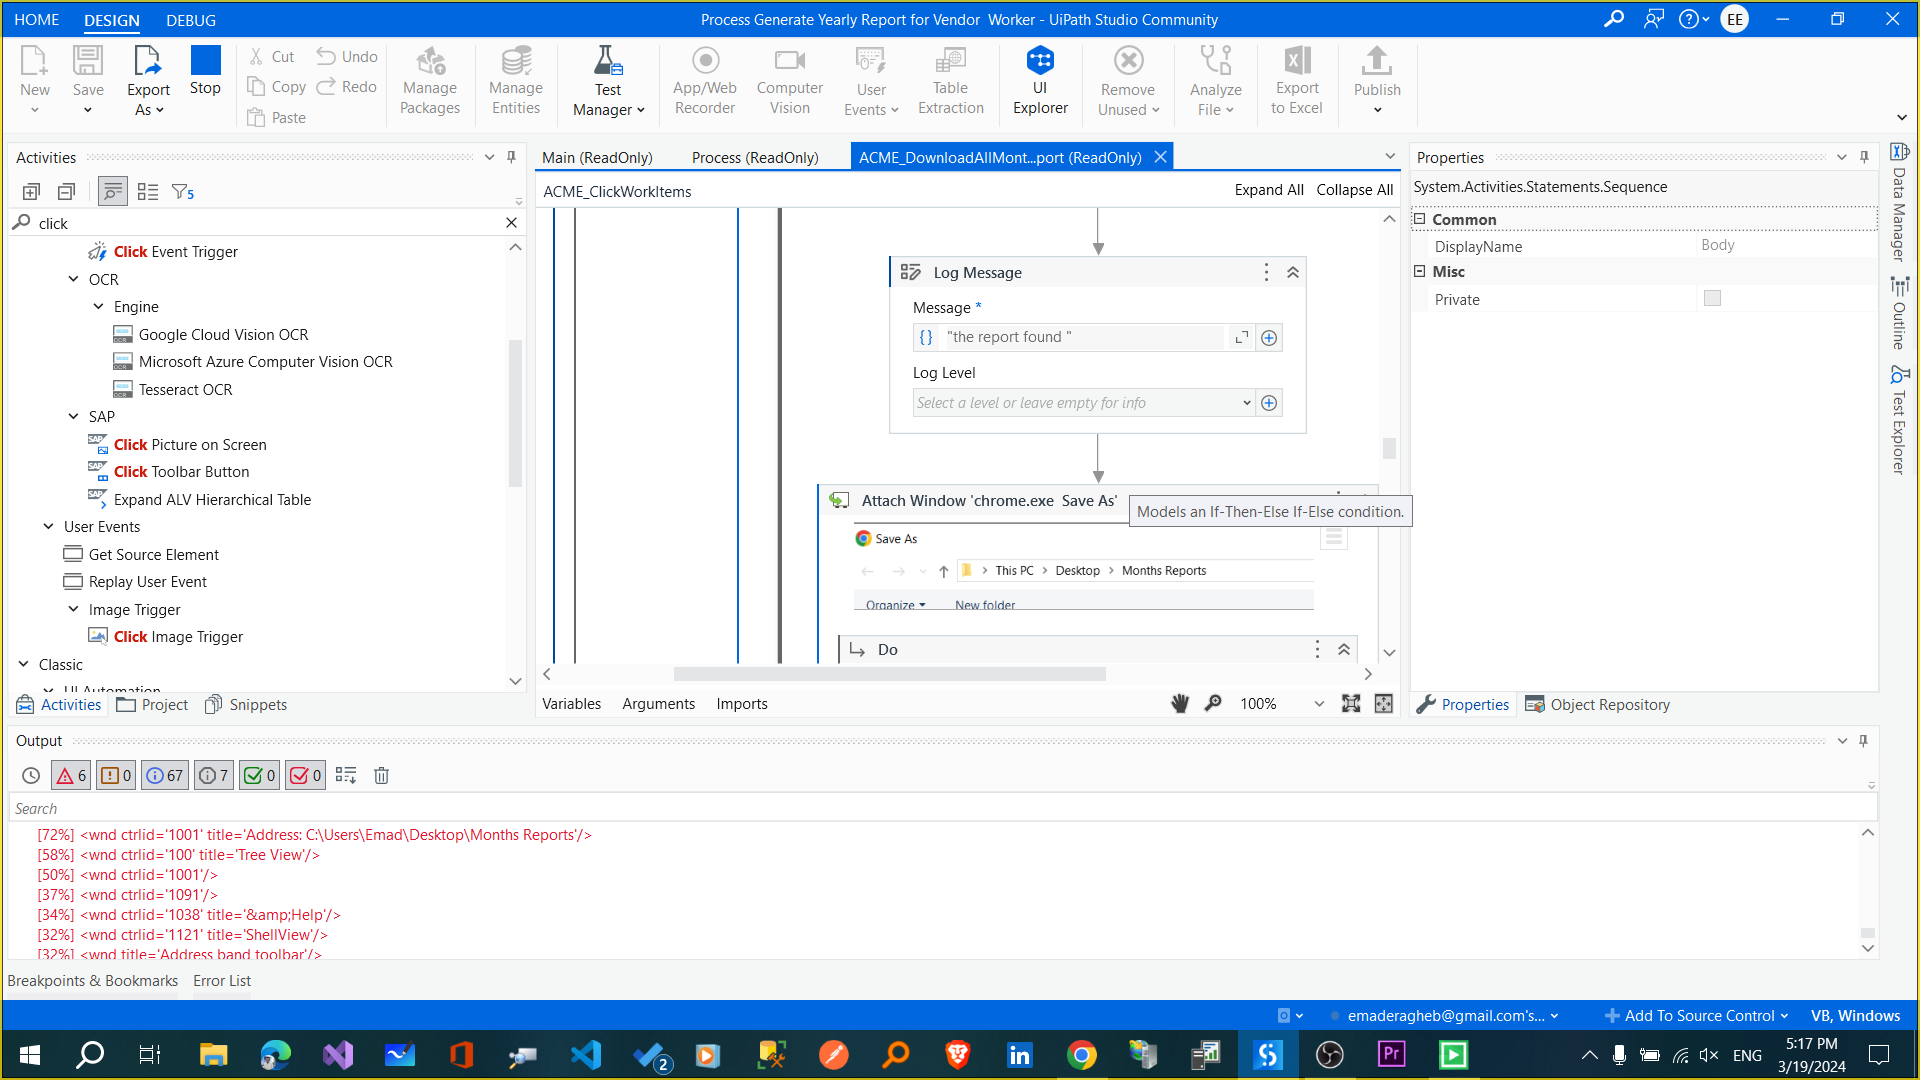 HOME DESIGN DEBUG
Process Generate Yearly Report for Vendor  Worker - UiPath Studio Community
EE
New
Save
Export As
Stop
Cut
Copy
Paste
Undo
Redo
Manage Packages
Manage Entities
Test Manager
App/Web Recorder
Computer Vision
User Events
Table Extraction
UI Explorer
Remove Unused
Analyze File
Export to Excel
Publish
Activities
5
click
Click Event Trigger
OCR
Engine
Google Cloud Vision OCR
Microsoft Azure Computer Vision OCR
Tesseract OCR
SAP
Click Picture on Screen
Click Toolbar Button
Expand ALV Hierarchical Table
User Events
Get Source Element
Replay User Event
Image Trigger
Click Image Trigger
Classic
UI Automation
Activities Project Snippets
Main (ReadOnly) Process (ReadOnly) ACME_DownloadAllMont...port (ReadOnly)
ACME_ClickWorkItems Expand All Collapse All
Log Message
Message *
{} "the report found "
Log Level
Select a level or leave empty for info
Attach Window 'chrome.exe  Save As'
Models an If-Then-Else If-Else condition.
Save As
This PC > Desktop > Months Reports
Organize New folder
Do
Variables Arguments Imports 100%
Properties
System.Activities.Statements.Sequence
Common
DisplayName Body
Misc
Private
Properties Object Repository
Data Manager
Outline
Test Explorer
Output
6 0 67 7 0 0
Search
[72%] <wnd ctrlid='1001' title='Address: C:\Users\Emad\Desktop\Months Reports'/>
[58%] <wnd ctrlid='100' title='Tree View'/>
[50%] <wnd ctrlid='1001'/>
[37%] <wnd ctrlid='1091'/>
[34%] <wnd ctrlid='1038' title='&amp;Help'/>
[32%] <wnd ctrlid='1121' title='ShellView'/>
[32%] <wnd title='Address band toolbar'/>
Breakpoints & Bookmarks Error List
emaderagheb@gmail.com's... Add To Source Control VB, Windows
2
Pr
ENG
5:17 PM
3/19/2024